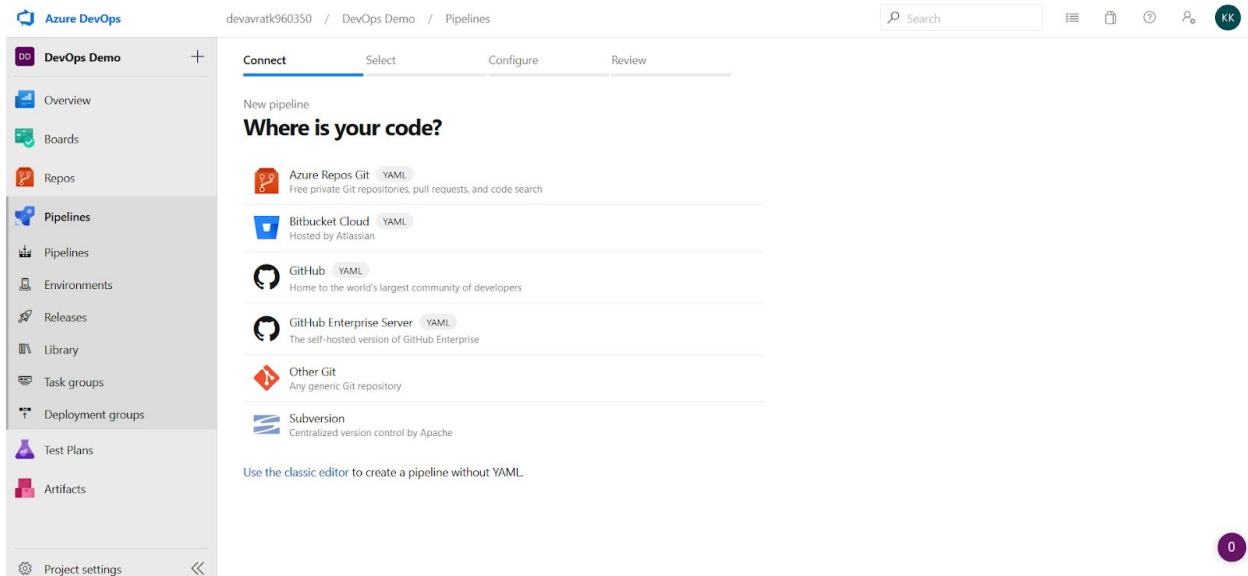 Azure DevOps
devavratk960350 / DevOps Demo / Pipelines
Search
KK
DD DevOps Demo
Overview
Boards
Repos
Pipelines
Pipelines
Environments
Releases
Library
Task groups
Deployment groups
Test Plans
Artifacts
Project settings
Connect Select Configure Review
New pipeline
Where is your code?
Azure Repos Git YAML
Free private Git repositories, pull requests, and code search
Bitbucket Cloud YAML
Hosted by Atlassian
GitHub YAML
Home to the world's largest community of developers
GitHub Enterprise Server YAML
The self-hosted version of GitHub Enterprise
Other Git
Any generic Git repository
Subversion
Centralized version control by Apache
Use the classic editor to create a pipeline without YAML.
0